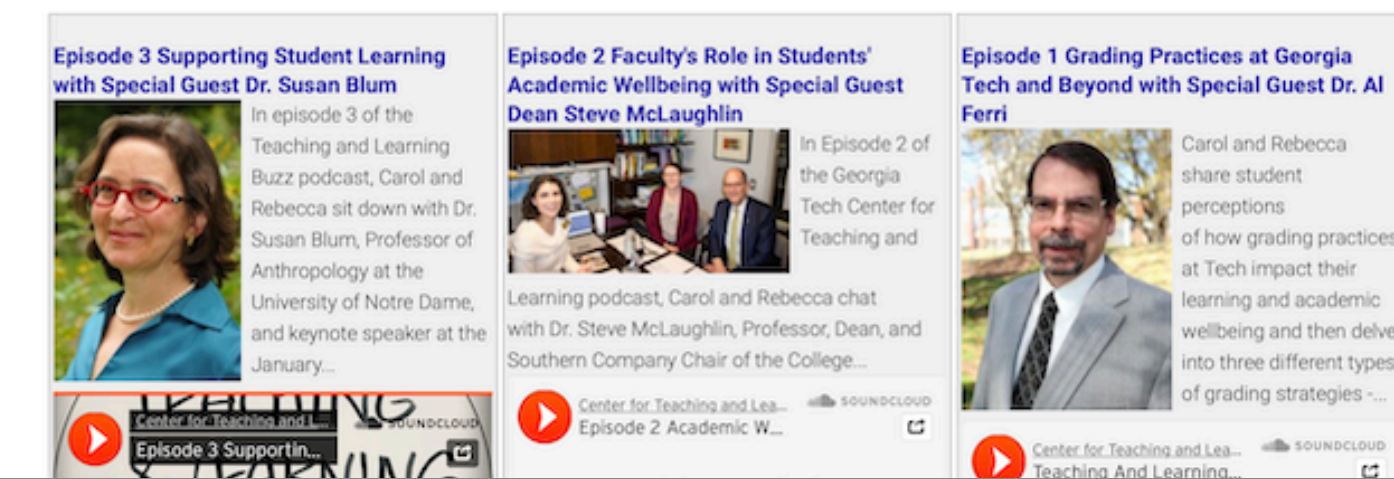 Episode 3 Supporting Student Learning
with Special Guest Dr. Susan Blum
In episode 3 of the
Teaching and Learning
Buzz podcast, Carol and
Rebecca sit down with Dr.
Susan Blum, Professor of
Anthropology at the
University of Notre Dame,
and keynote speaker at the
January...
TEACHING
Center for Teaching and L...
SOUNDCLOUD
Episode 3 Supportin...
LEARNING
Episode 2 Faculty's Role in Students'
Academic Wellbeing with Special Guest
Dean Steve McLaughlin
In Episode 2 of
the Georgia
Tech Center for
Teaching and
Learning podcast, Carol and Rebecca chat
with Dr. Steve McLaughlin, Professor, Dean, and
Southern Company Chair of the College...
Center for Teaching and Lea...
SOUNDCLOUD
Episode 2 Academic W...
Episode 1 Grading Practices at Georgia
Tech and Beyond with Special Guest Dr. Al
Ferri
Carol and Rebecca
share student
perceptions
of how grading practices
at Tech impact their
learning and academic
wellbeing and then delve
into three different types
of grading strategies -...
Center for Teaching and Lea...
SOUNDCLOUD
Teaching And Learning...